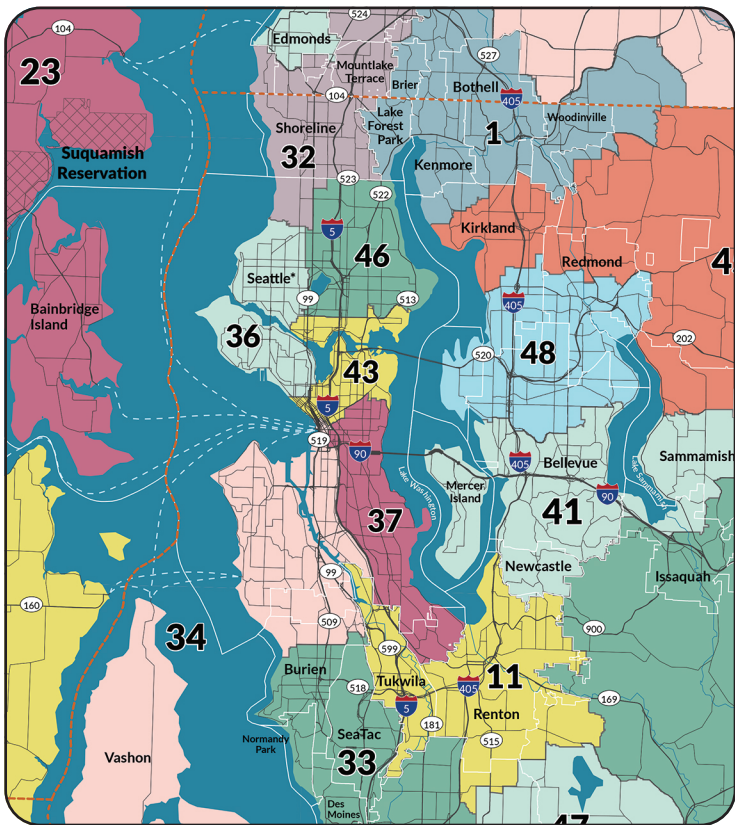 524
104
Edmonds
527
23
Mountlake
Terrace
Brier
Bothell
405
104
Lake
Forest
Park
Woodinville
Shoreline
1
Suquamish
Reservation
32
Kenmore
523
522
5
Kirkland
46
Redmond
4
Seattle*
99
513
405
Bainbridge
Island
36
202
48
520
43
5
519
90
405
Bellevue
Sammamish
Lake Washington
Mercer
Island
Lake Sammamish
90
41
37
Newcastle
99
Issaquah
160
509
900
34
599
Burien
518
Tukwila
405
11
169
5
Renton
181
Normandy
Park
SeaTac
515
Vashon
33
Des
Moines
47